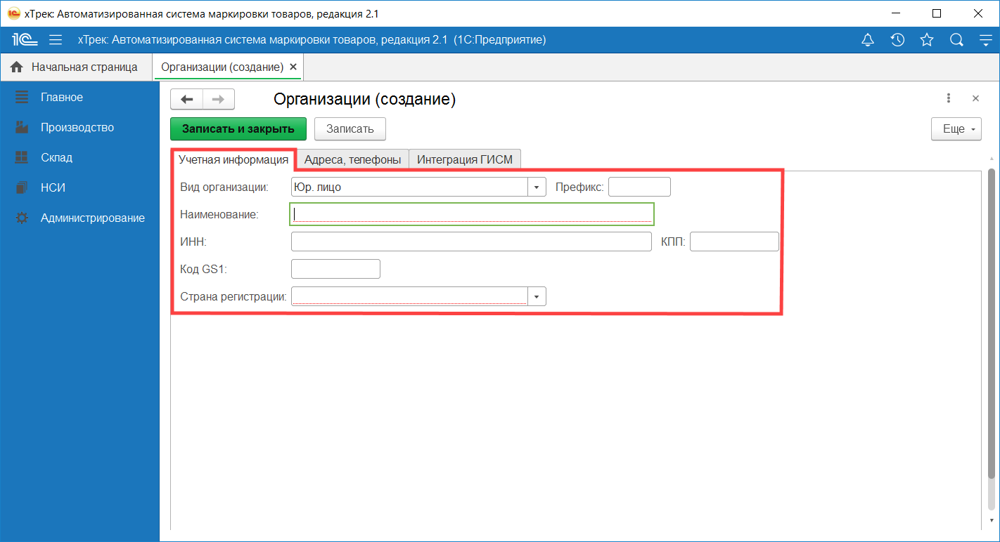 хТрек: Автоматизированная система маркировки товаров, редакция 2.1
1С хТрек: Автоматизированная система маркировки товаров, редакция 2.1 (1С:Предприятие)
Начальная страница Организации (создание) ×
Главное
Производство
Склад
НСИ
Администрирование
Организации (создание)
Записать и закрыть Записать Еще
Учетная информация Адреса, телефоны Интеграция ГИСМ
Вид организации: Юр. лицо Префикс:
Наименование:
ИНН: КПП:
Код GS1:
Страна регистрации: